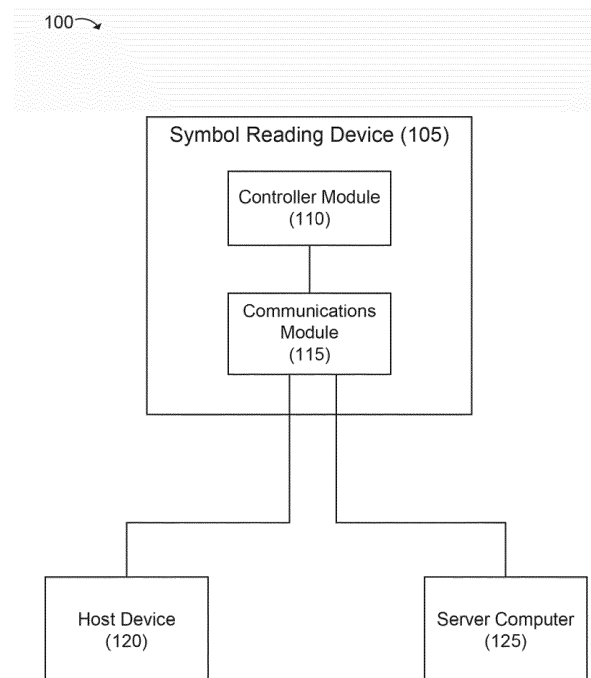 100
Symbol Reading Device (105)
Controller Module
(110)
Communications
Module
(115)
Host Device
(120)
Server Computer
(125)